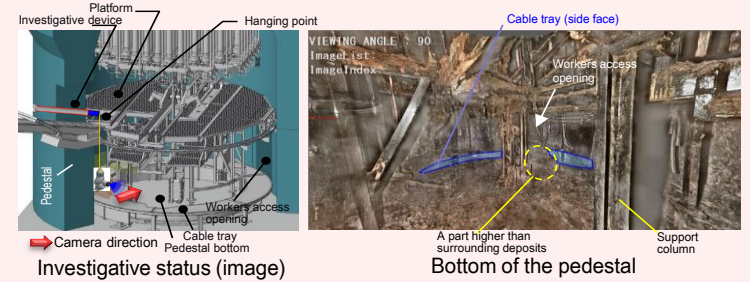 Platform
Investigative device
Hanging point
Pedestal
Workers access
opening
Cable tray
Pedestal bottom
Camera direction
Investigative status (image)
Cable tray (side face)
VIEWING ANGLE : 90
ImageList
ImageIndex
Workers access
opening
A part higher than
surrounding deposits
Support
column
Bottom of the pedestal